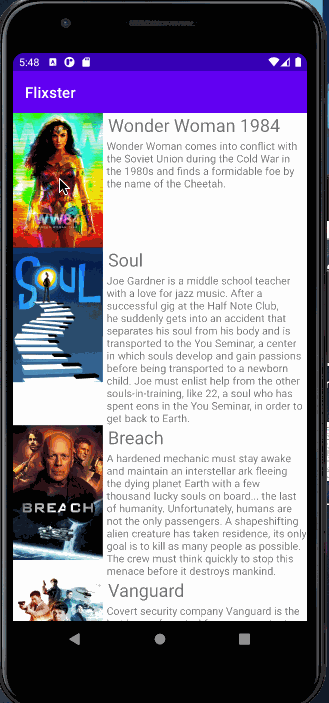 5:48
Flixster
WW84
Wonder Woman 1984
Wonder Woman comes into conflict with
the Soviet Union during the Cold War in
the 1980s and finds a formidable foe by
the name of the Cheetah.
SOUL
Soul
Joe Gardner is a middle school teacher
with a love for jazz music. After a
successful gig at the Half Note Club,
he suddenly gets into an accident that
separates his soul from his body and is
transported to the You Seminar, a center
in which souls develop and gain passions
before being transported to a newborn
child. Joe must enlist help from the other
souls-in-training, like 22, a soul who has
spent eons in the You Seminar, in order to
get back to Earth.
BREACH
Breach
A hardened mechanic must stay awake
and maintain an interstellar ark fleeing
the dying planet Earth with a few
thousand lucky souls on board... the last
of humanity. Unfortunately, humans are
not the only passengers. A shapeshifting
alien creature has taken residence, its only
goal is to kill as many people as possible.
The crew must think quickly to stop this
menace before it destroys mankind.
Vanguard
Covert security company Vanguard is the